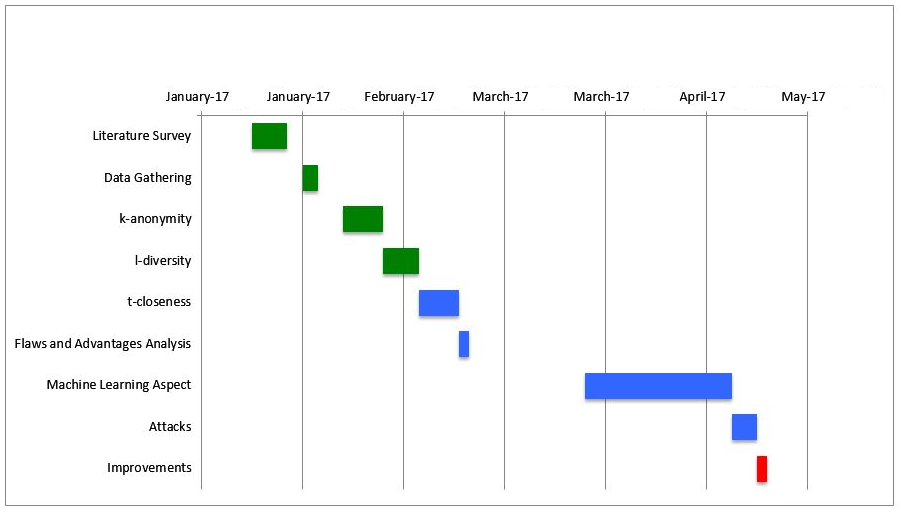 January-17 January-17 February-17 March-17 March-17 April-17 May-17
Literature Survey
Data Gathering
k-anonymity
l-diversity
t-closeness
Flaws and Advantages Analysis
Machine Learning Aspect
Attacks
Improvements